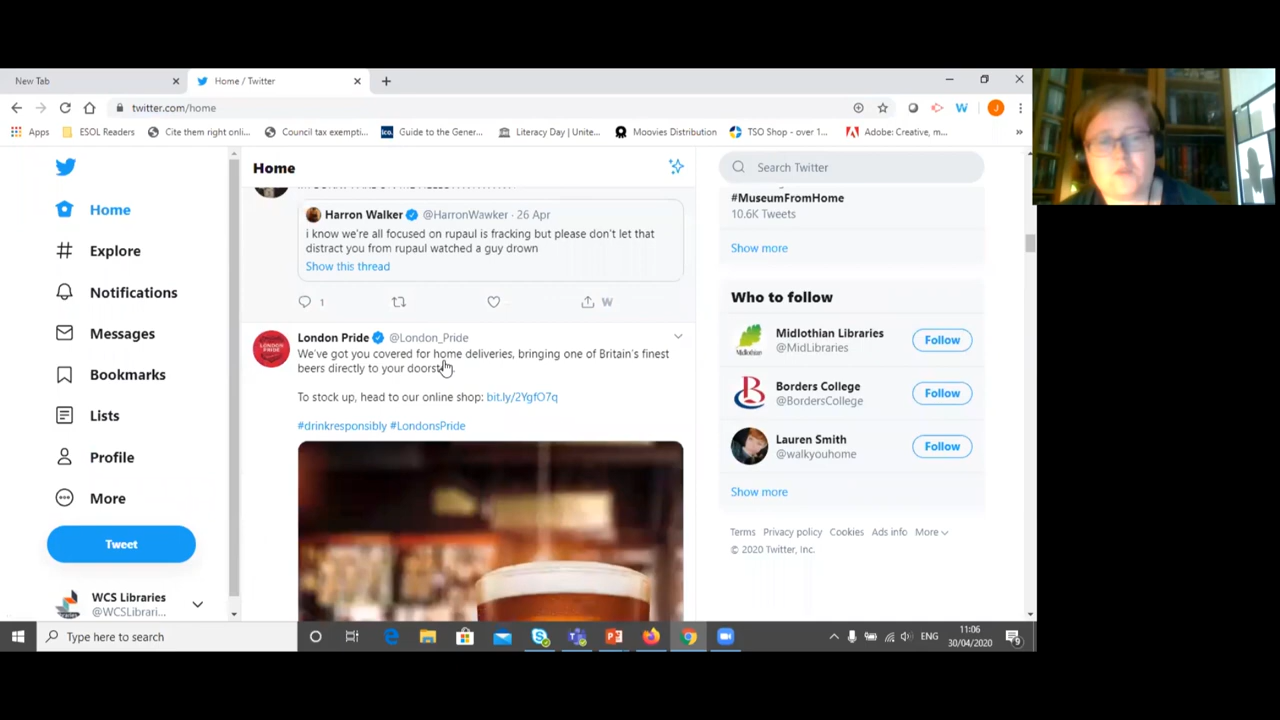 New Tab
Home / Twitter
twitter.com/home
Apps
ESOL Readers
Cite them right onli...
Council tax exempti...
ico.
Guide to the Gener...
Literacy Day | Unite...
Moovies Distribution
TSO Shop - over 1...
Adobe: Creative, m...
J
W
Home
Explore
Notifications
Messages
Bookmarks
Lists
Profile
More
Tweet
WCS Libraries
@WCSLibrari...
Home
Harron Walker @HarronWawker · 26 Apr
i know we're all focused on rupaul is fracking but please don't let that
distract you from rupaul watched a guy drown
Show this thread
1
W
LONDON PRIDE
London Pride @London_Pride
We've got you covered for home deliveries, bringing one of Britain's finest
beers directly to your doorst
To stock up, head to our online shop: bit.ly/2YgfO7q
#drinkresponsibly #LondonsPride
Search Twitter
#MuseumFromHome
10.6K Tweets
Show more
Who to follow
Midlothian Libraries
@MidLibraries
Follow
Borders College
@BordersCollege
Follow
Lauren Smith
@walkyouhome
Follow
Show more
Terms Privacy policy Cookies Ads info More
© 2020 Twitter, Inc.
Type here to search
ENG
11:06
30/04/2020
9